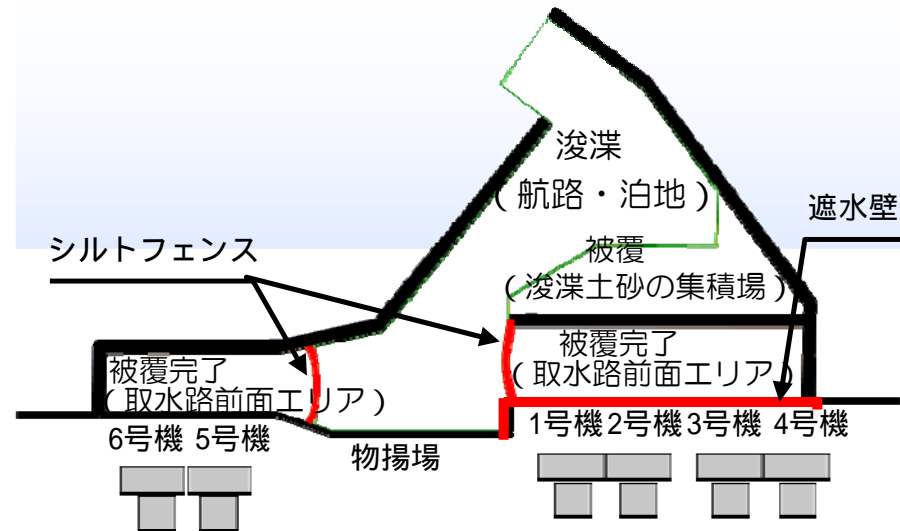 浚渫
(航路・泊地)
遮水壁
シルトフェンス
被覆
(浚渫土砂の集積場)
被覆完了
(取水路前面エリア)
被覆完了
(取水路前面エリア)
6号機 5号機
物揚場
1号機 2号機 3号機 4号機